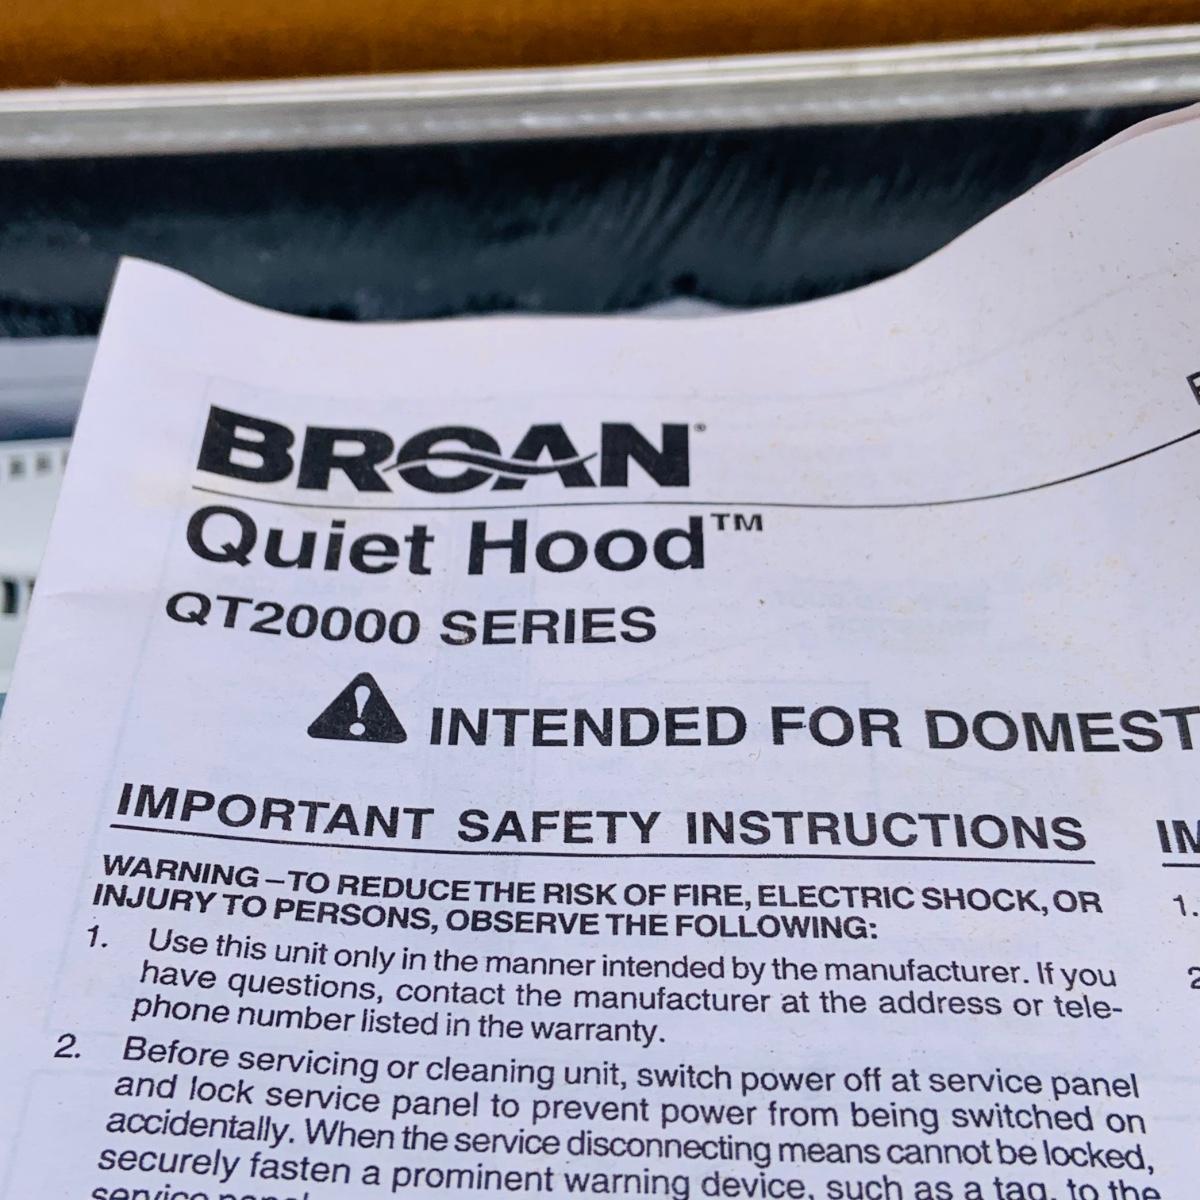 BROAN®
Quiet Hood™
QT20000 SERIES
INTENDED FOR DOMEST
IMPORTANT SAFETY INSTRUCTIONS
WARNING – TO REDUCE THE RISK OF FIRE, ELECTRIC SHOCK, OR
INJURY TO PERSONS, OBSERVE THE FOLLOWING:
1. Use this unit only in the manner intended by the manufacturer. If you
have questions, contact the manufacturer at the address or tele-
phone number listed in the warranty.
2. Before servicing or cleaning unit, switch power off at service panel
and lock service panel to prevent power from being switched on
accidentally. When the service disconnecting means cannot be locked,
securely fasten a prominent warning device, such as a tag, to the
service panel.
IM
1.
2